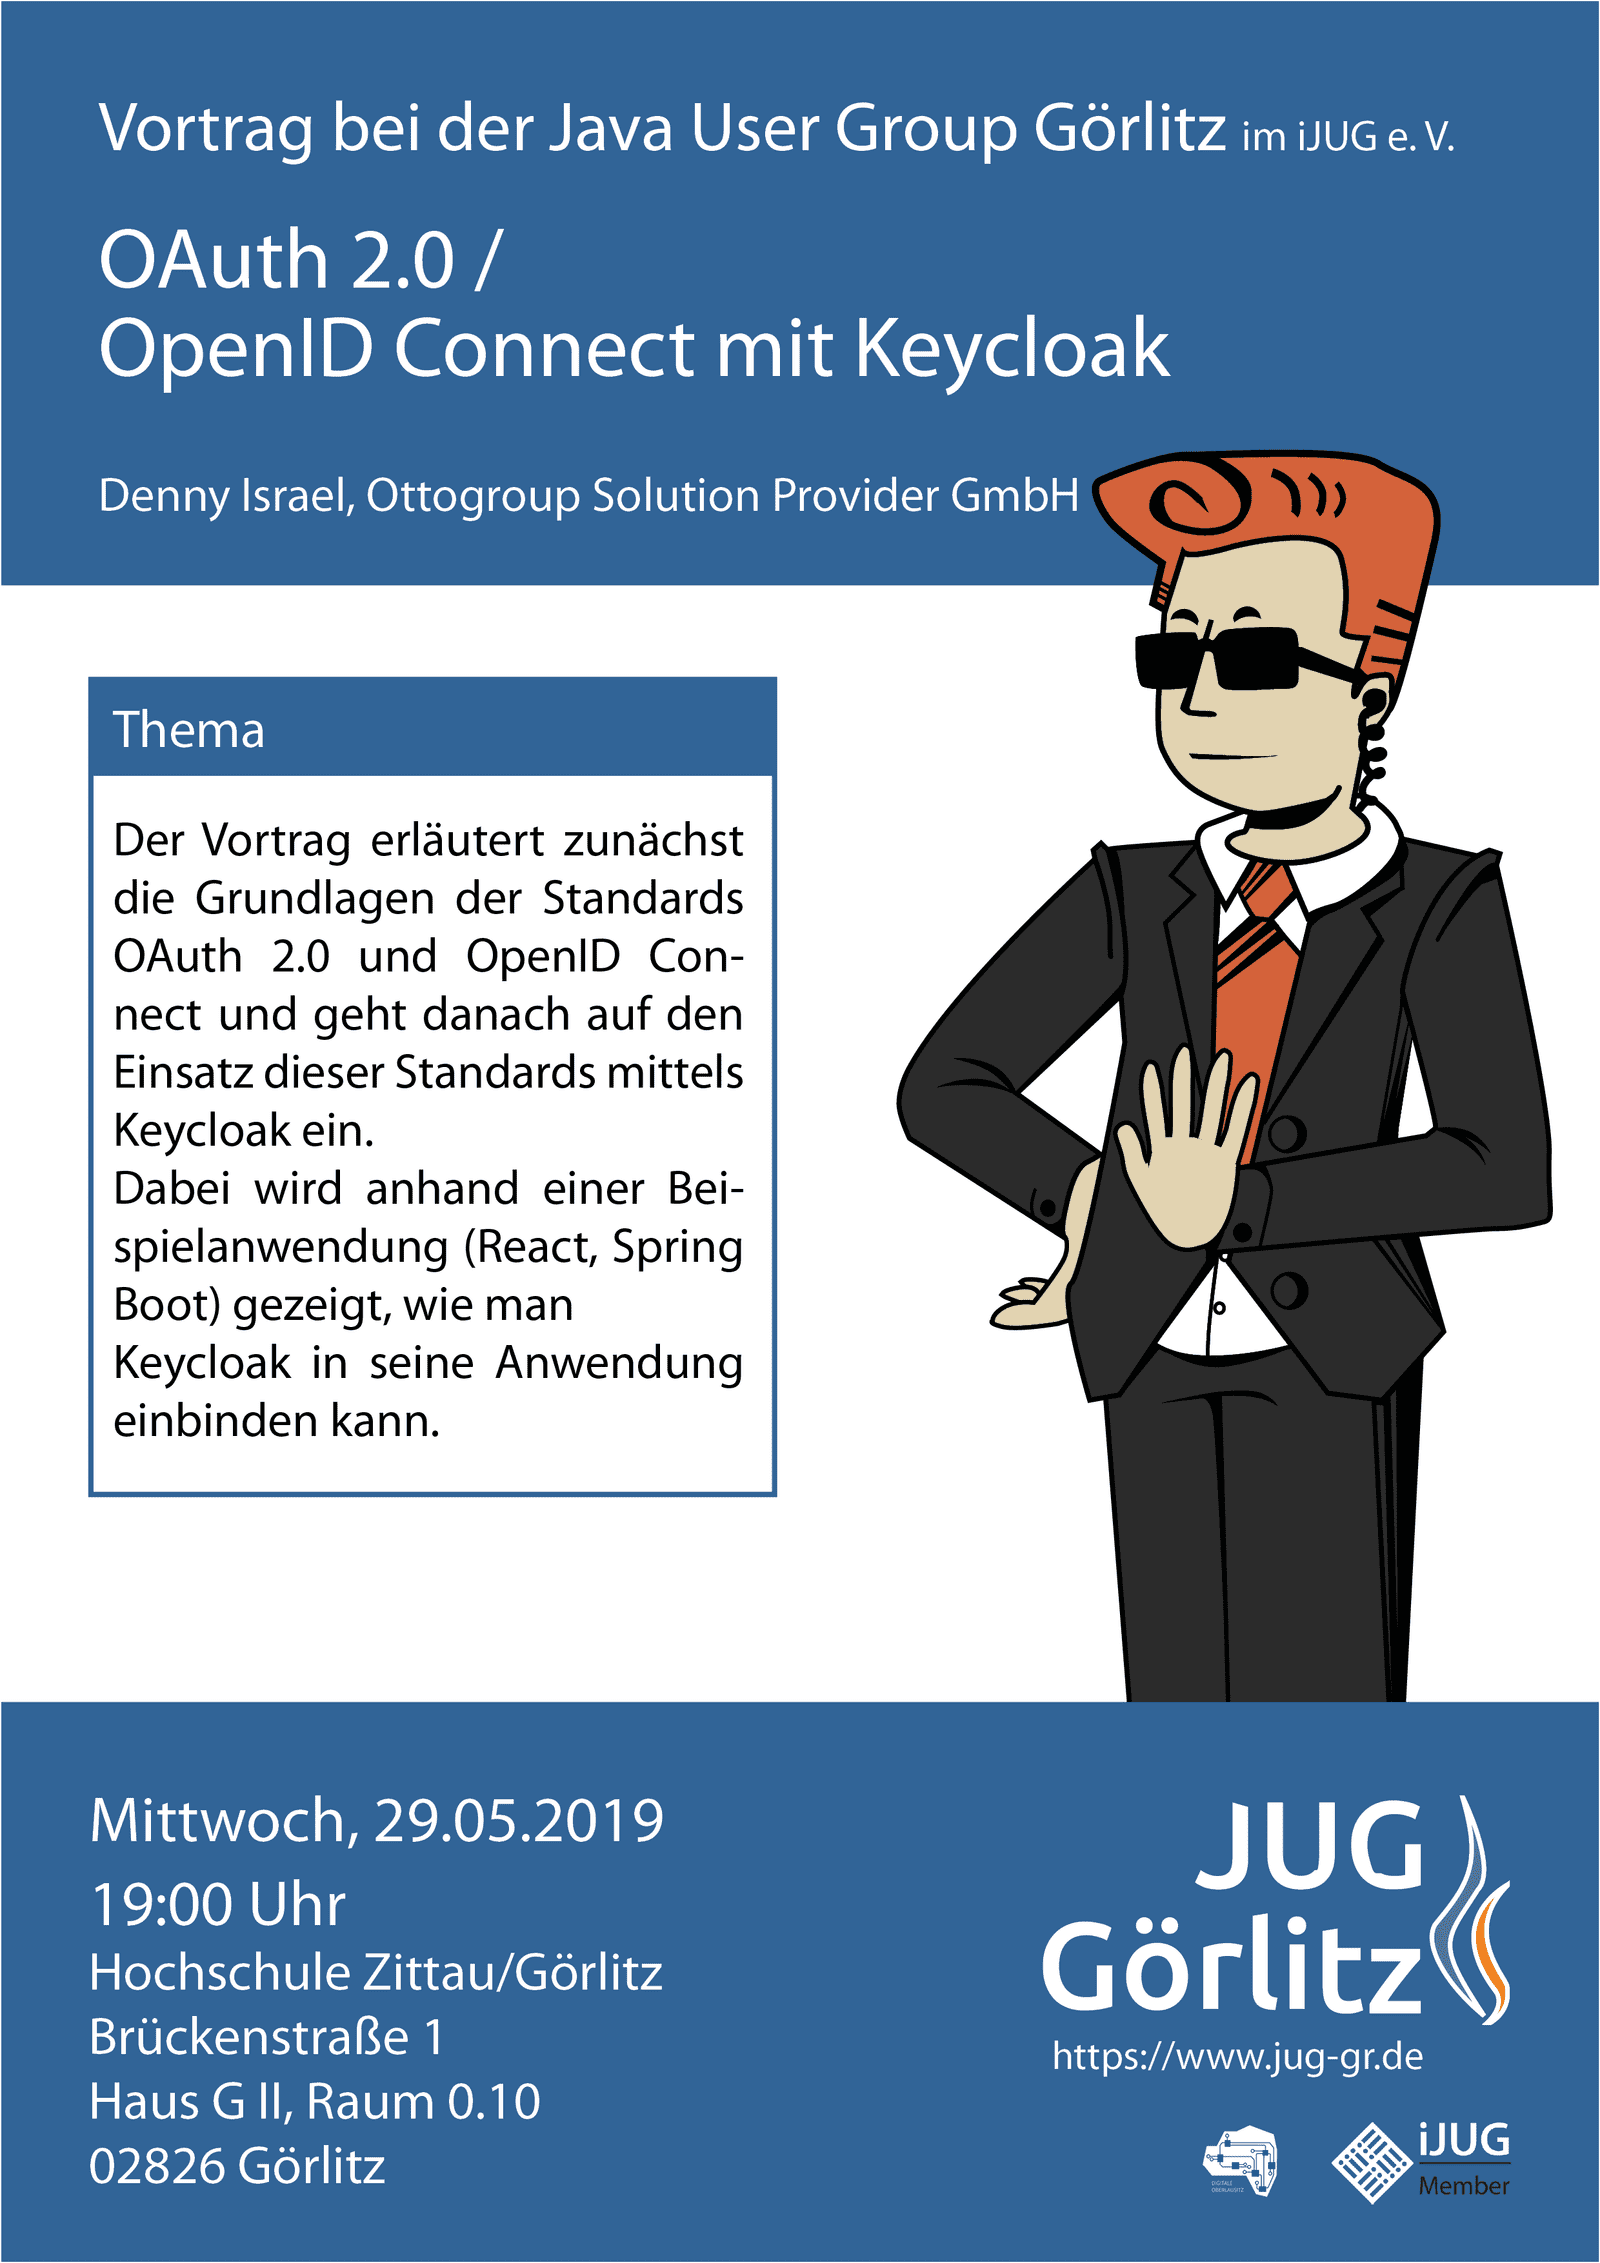 Vortrag bei der Java User Group Görlitz im iJUG e. V.
OAuth 2.0 /
OpenID Connect mit Keycloak
Denny Israel, Ottogroup Solution Provider GmbH
Thema
Der Vortrag erläutert zunächst
die Grundlagen der Standards
OAuth 2.0 und OpenID Con-
nect und geht danach auf den
Einsatz dieser Standards mittels
Keycloak ein.
Dabei wird anhand einer Bei-
spielanwendung (React, Spring
Boot) gezeigt, wie man
Keycloak in seine Anwendung
einbinden kann.
Mittwoch, 29.05.2019
19:00 Uhr
Hochschule Zittau/Görlitz
Brückenstraße 1
Haus G II, Raum 0.10
02826 Görlitz
JUG
Görlitz
https://www.jug-gr.de
DIGITALE
OBERLAUSITZ
iJUG
Member